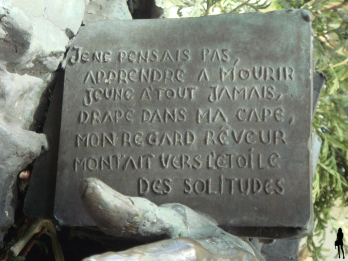 JE NE PENSAIS PAS,
APPRENDRE A MOURIR
JEUNE A TOUT JAMAIS,
DRAPE DANS MA CAPE,
MON REGARD RÊVEUR
MONTAIT VERS L'ETOILE
DES SOLITUDES